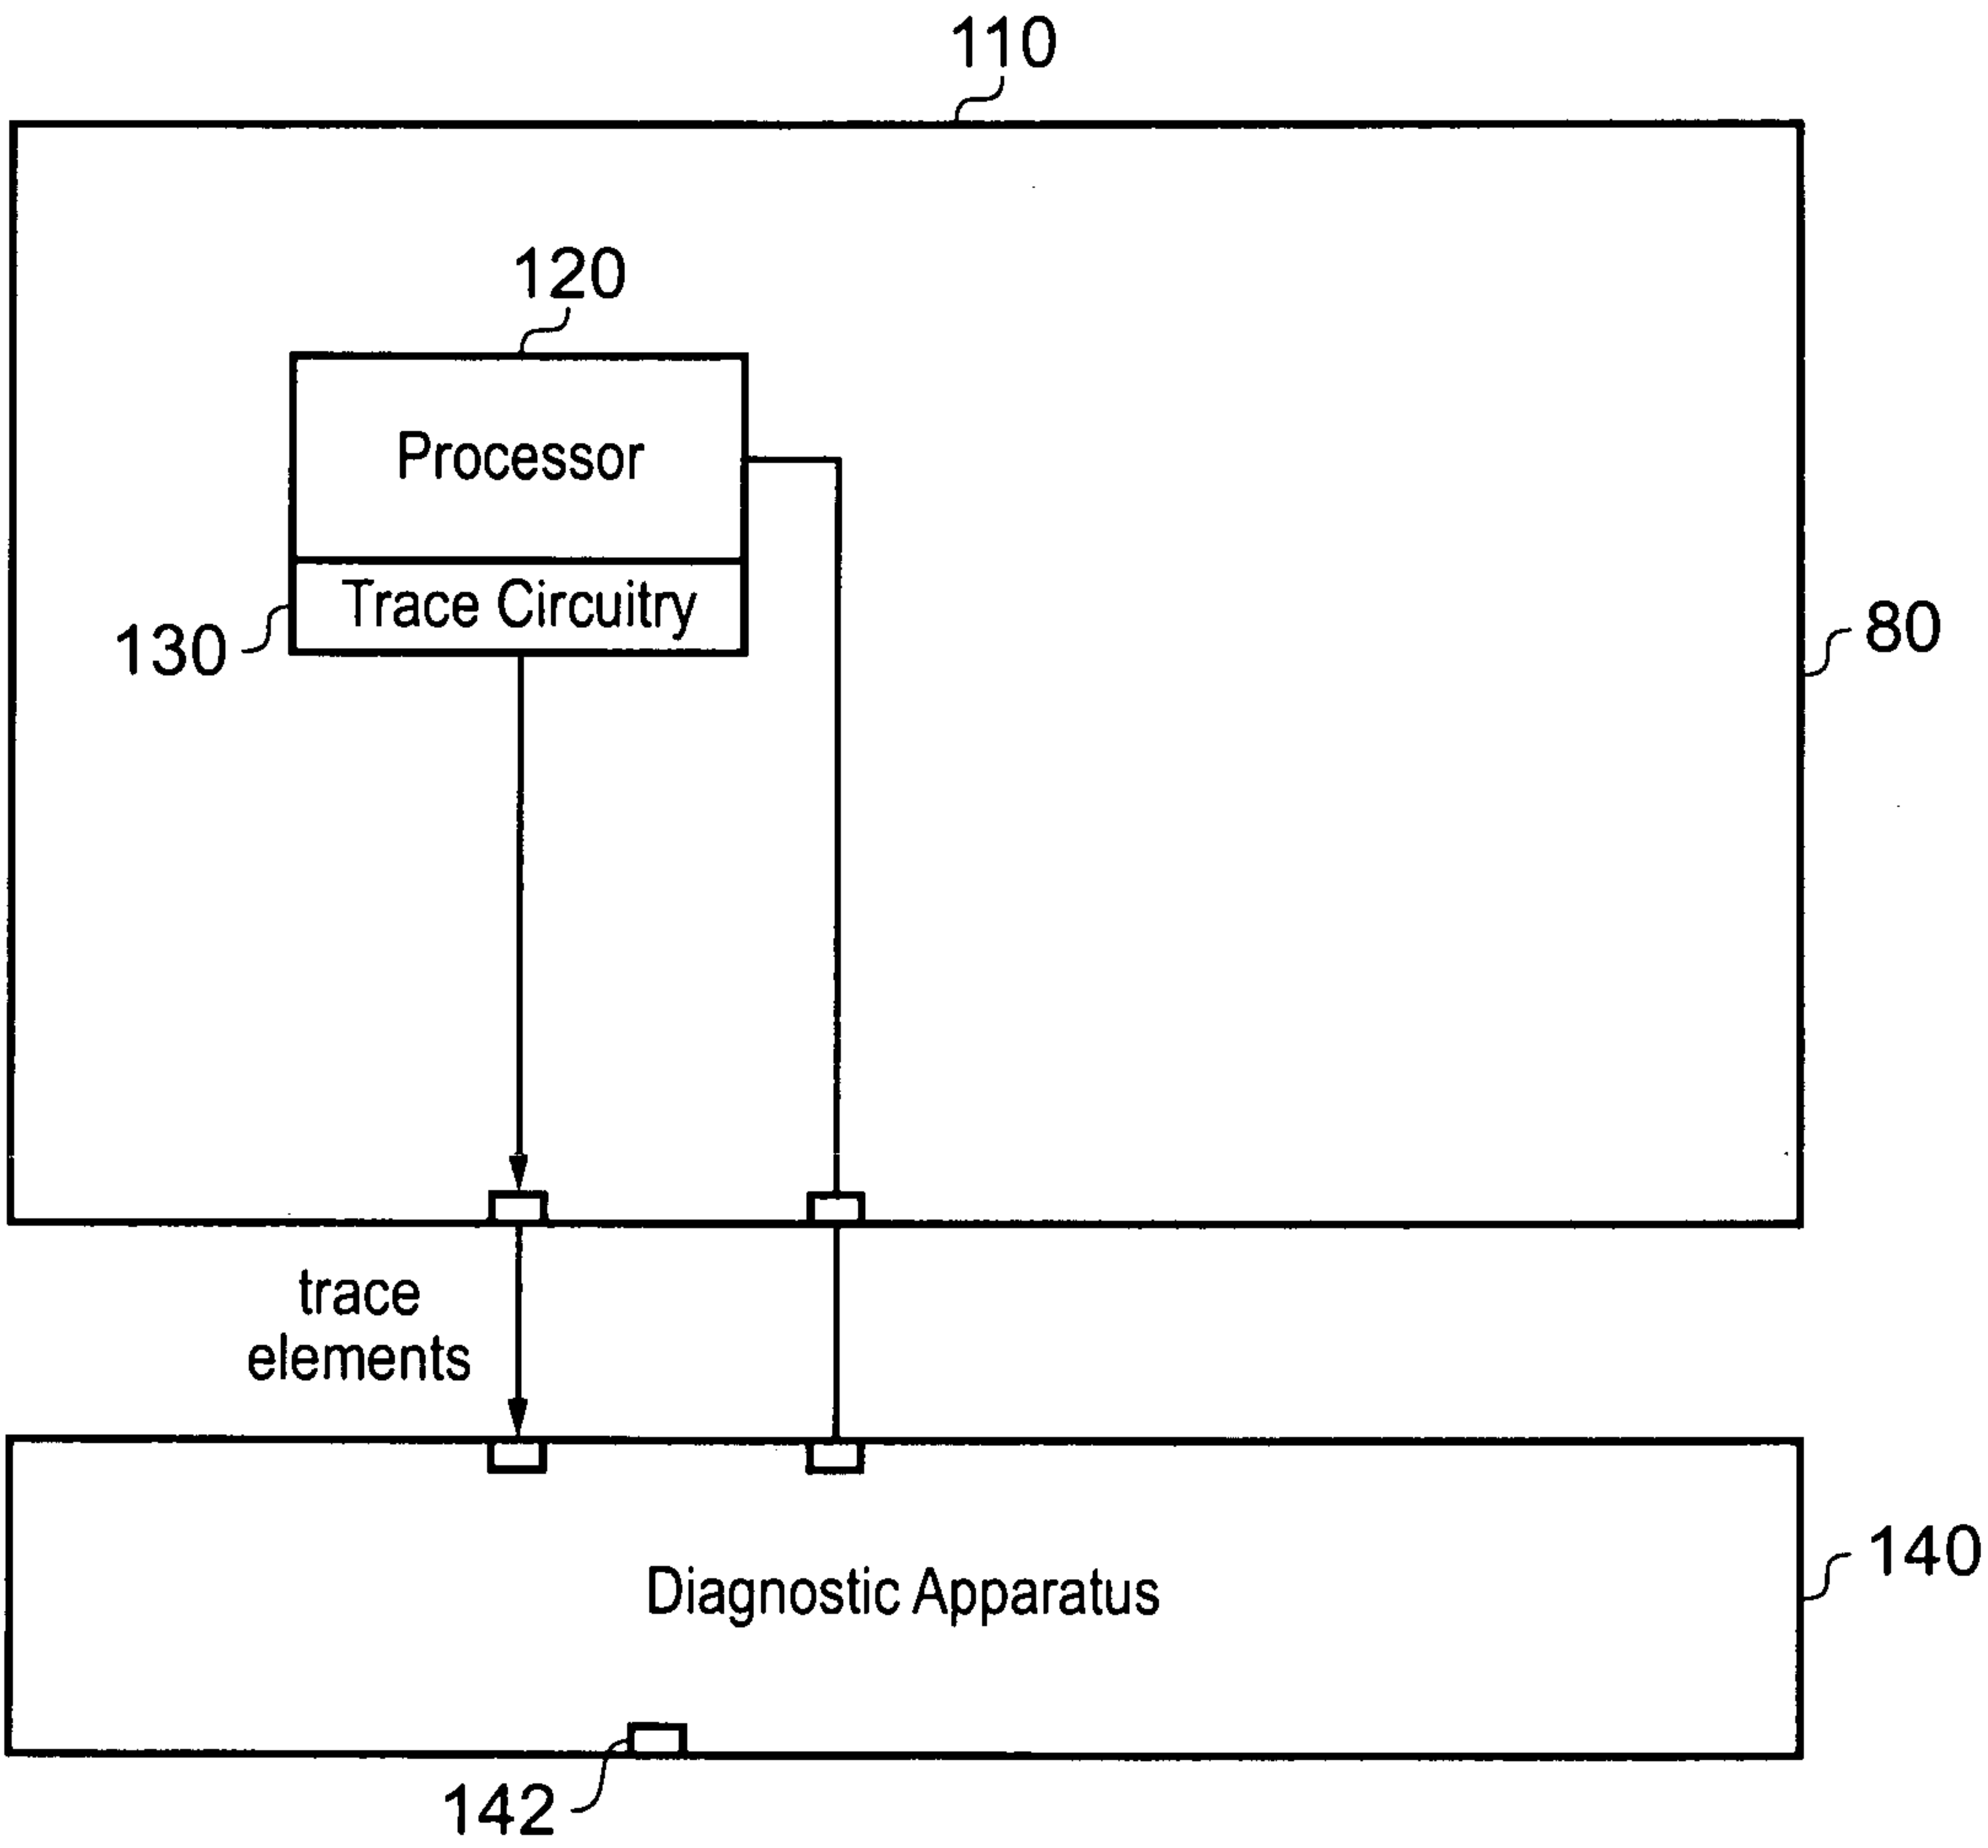 110
120
Processor
Trace Circuitry
130
80
trace
elements
140
Diagnostic Apparatus
142